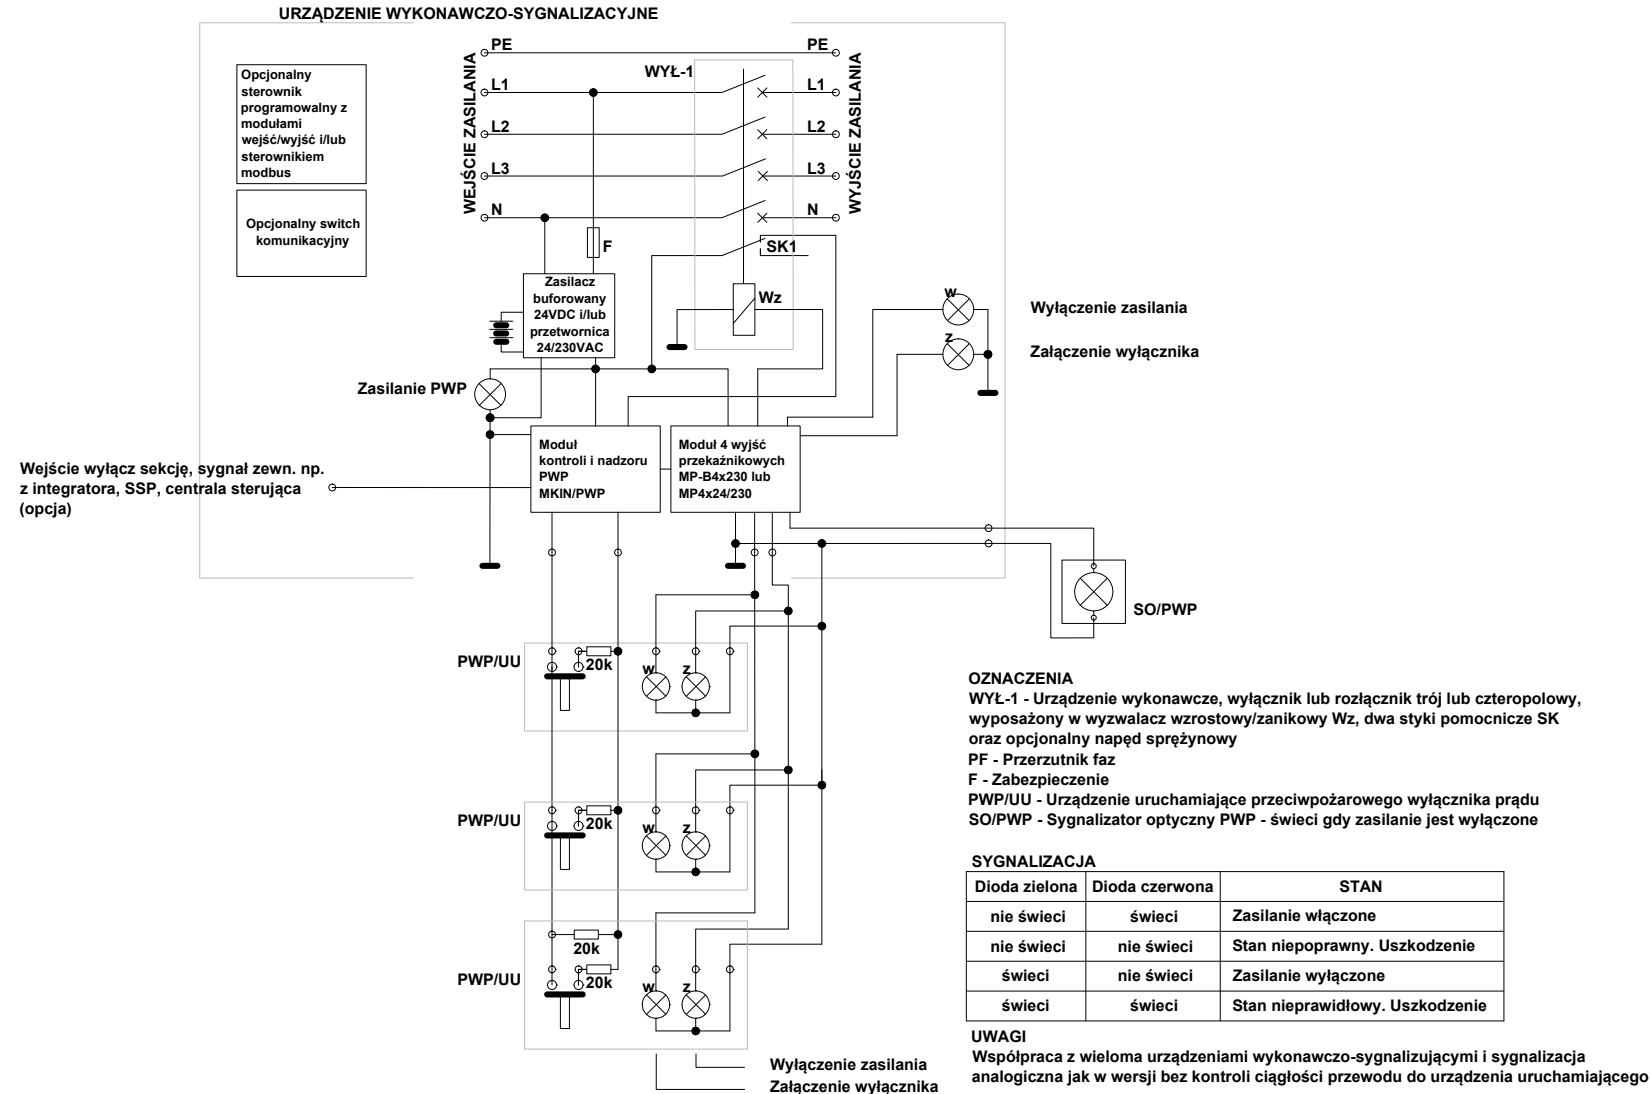 URZĄDZENIE WYKONAWCZO-SYGNALIZACYJNE
Opcjonalny
sterownik
programowalny z
modułami
wejść/wyjść i/lub
sterownikiem
modbus
Opcjonalny switch
komunikacyjny
WEJŚCIE ZASILANIA
PE
L1
L2
L3
N
WYŁ-1
PE
L1
L2
L3
N
WYJŚCIE ZASILANIA
F
SK1
Wz
Zasilacz
buforowany
24VDC i/lub
przetwornica
24/230VAC
w
Wyłączenie zasilania
z
Załączenie wyłącznika
Zasilanie PWP
Moduł
kontroli i nadzoru
PWP
MKIN/PWP
Moduł 4 wyjść
przekaźnikowych
MP-B4x230 lub
MP4x24/230
Wejście wyłącz sekcję, sygnał zewn. np.
z integratora, SSP, centrala sterująca
(opcja)
SO/PWP
PWP/UU
20k
w
z
PWP/UU
20k
w
z
PWP/UU
20k
20k
w
z
Wyłączenie zasilania
Załączenie wyłącznika
OZNACZENIA
WYŁ-1 - Urządzenie wykonawcze, wyłącznik lub rozłącznik trój lub czteropolowy,
wyposażony w wyzwalacz wzrostowy/zanikowy Wz, dwa styki pomocnicze SK
oraz opcjonalny napęd sprężynowy
PF - Przerzutnik faz
F - Zabezpieczenie
PWP/UU - Urządzenie uruchamiające przeciwpożarowego wyłącznika prądu
SO/PWP - Sygnalizator optyczny PWP - świeci gdy zasilanie jest wyłączone
SYGNALIZACJA
Dioda zielona Dioda czerwona STAN
nie świeci świeci Zasilanie włączone
nie świeci nie świeci Stan niepoprawny. Uszkodzenie
świeci nie świeci Zasilanie wyłączone
świeci świeci Stan nieprawidłowy. Uszkodzenie
UWAGI
Współpraca z wieloma urządzeniami wykonawczo-sygnalizującymi i sygnalizacja
analogiczna jak w wersji bez kontroli ciągłości przewodu do urządzenia uruchamiającego